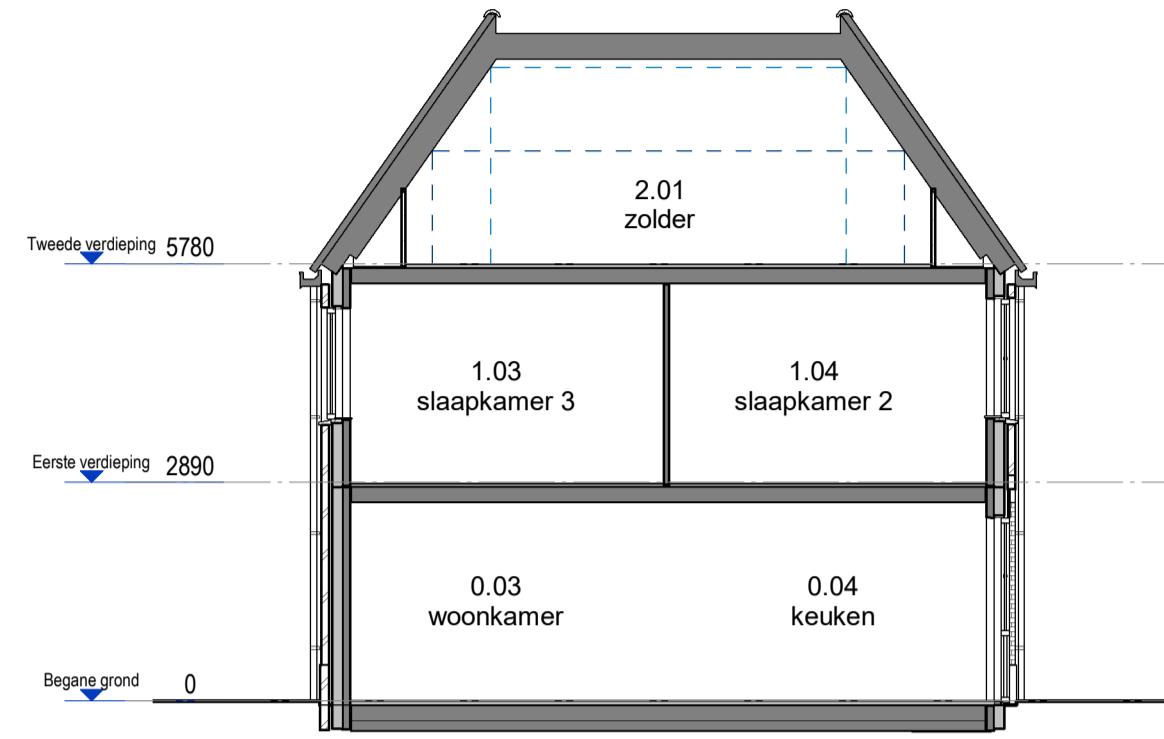 2.01
zolder
Tweede verdieping 5780
1.03
slaapkamer 3
1.04
slaapkamer 2
Eerste verdieping 2890
0.03
woonkamer
0.04
keuken
Begane grond 0